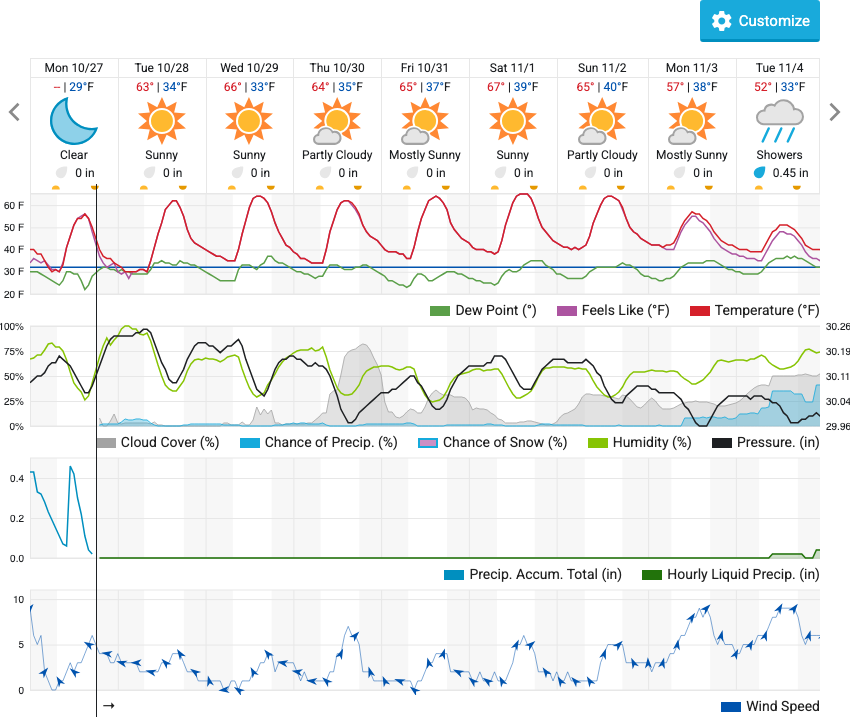 Customize
Mon 10/27 Tue 10/28 Wed 10/29 Thu 10/30 Fri 10/31 Sat 11/1 Sun 11/2 Mon 11/3 Tue 11/4
-- | 29°F 63° | 34°F 66° | 33°F 64° | 35°F 65° | 37°F 67° | 39°F 65° | 40°F 57° | 38°F 52° | 33°F
Clear Sunny Sunny Partly Cloudy Mostly Sunny Sunny Partly Cloudy Mostly Sunny Showers
0 in 0 in 0 in 0 in 0 in 0 in 0 in 0 in 0.45 in
60 F
50 F
40 F
30 F
20 F
Dew Point (°) Feels Like (°F) Temperature (°F)
100% 30.26
75% 30.19
50% 30.11
25% 30.04
0% 29.96
Cloud Cover (%) Chance of Precip. (%) Chance of Snow (%) Humidity (%) Pressure. (in)
0.4
0.2
0.0
Precip. Accum. Total (in) Hourly Liquid Precip. (in)
10
5
0
→
Wind Speed